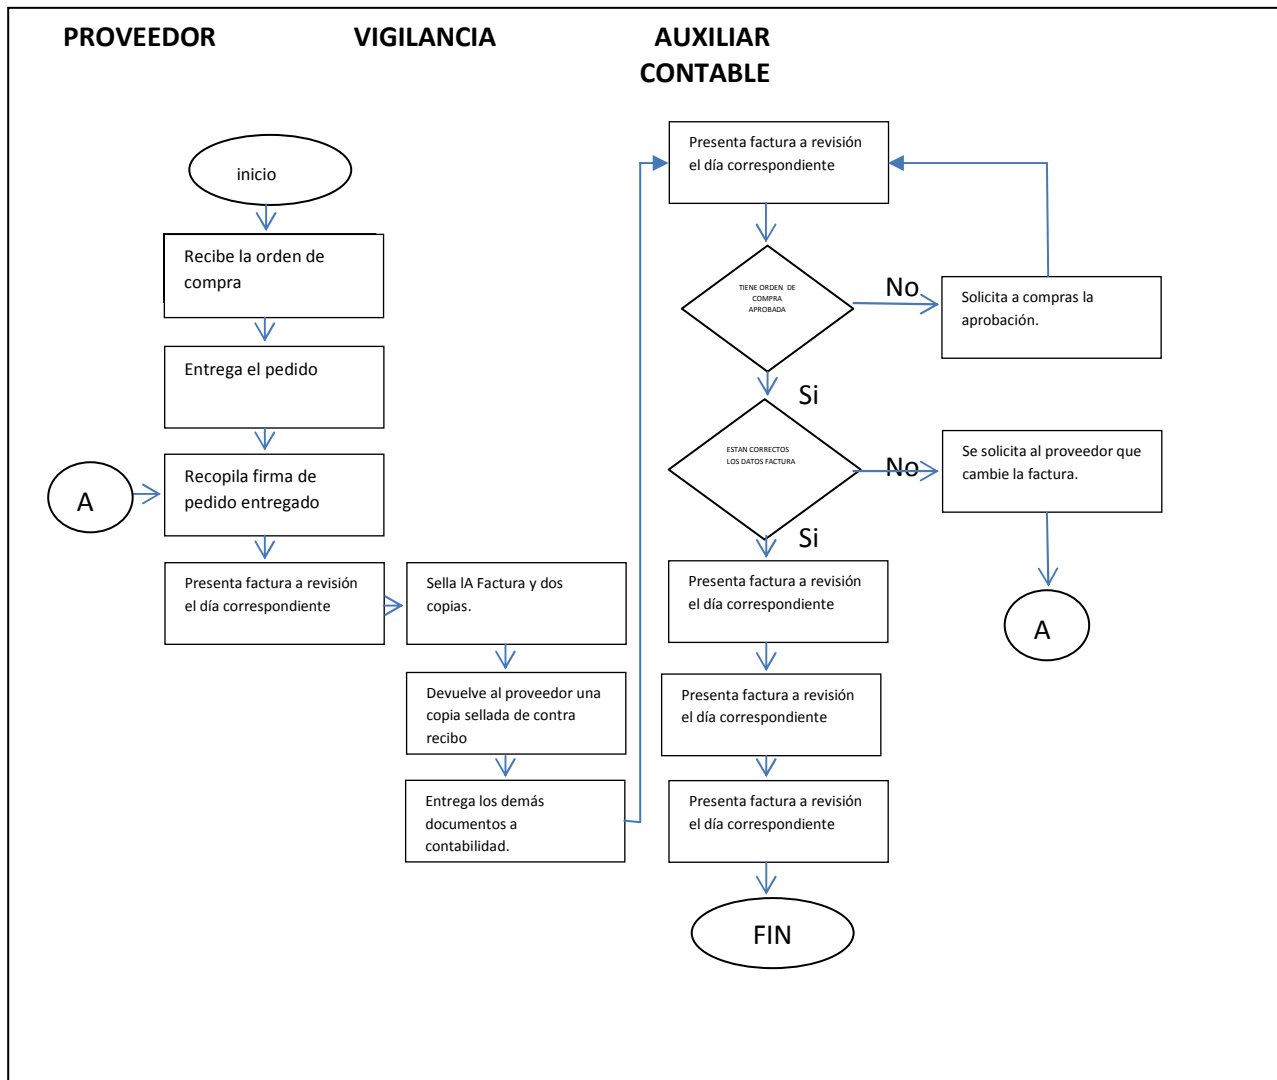 PROVEEDOR
VIGILANCIA
AUXILIAR
CONTABLE
inicio
Recibe la orden de
compra
Entrega el pedido
A
Recopila firma de
pedido entregado
Presenta factura a revisión
el día correspondiente
Sella lA Factura y dos
copias.
Devuelve al proveedor una
copia sellada de contra
recibo
Entrega los demás
documentos a
contabilidad.
Presenta factura a revisión
el día correspondiente
TIENE ORDEN DE
COMPRA
APROBADA
No
Solicita a compras la
aprobación.
Si
ESTAN CORRECTOS
LOS DATOS FACTURA
No
Se solicita al proveedor que
cambie la factura.
Si
A
Presenta factura a revisión
el día correspondiente
Presenta factura a revisión
el día correspondiente
Presenta factura a revisión
el día correspondiente
FIN